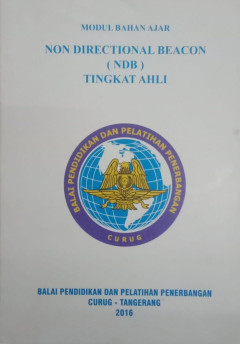 MODUL BAHAN AJAR
NON DIRECTIONAL BEACON
( NDB )
TINGKAT AHLI
BALAI PENDIDIKAN DAN PELATIHAN PENERBANGAN
CURUG
BALAI PENDIDIKAN DAN PELATIHAN PENERBANGAN
CURUG - TANGERANG
2016